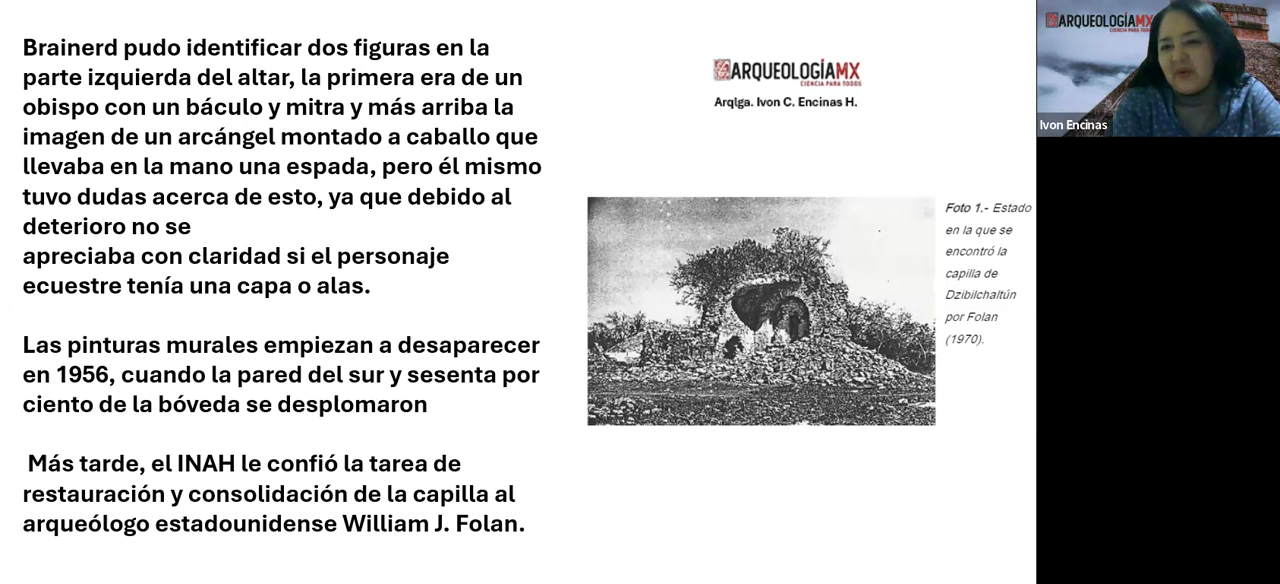 Brainerd pudo identificar dos figuras en la
parte izquierda del altar, la primera era de un
obispo con un báculo y mitra y más arriba la
imagen de un arcángel montado a caballo que
llevaba en la mano una espada, pero él mismo
tuvo dudas acerca de esto, ya que debido al
deterioro no se
apreciaba con claridad si el personaje
ecuestre tenía una capa o alas.
Las pinturas murales empiezan a desaparecer
en 1956, cuando la pared del sur y sesenta por
ciento de la bóveda se desplomaron
Más tarde, el INAH le confió la tarea de
restauración y consolidación de la capilla al
arqueólogo estadounidense William J. Folan.
ARQUEOLOGÍAMX
CIENCIA PARA TODOS
Arqlga. Ivon C. Encinas H.
Foto 1.- Estado
en la que se
encontró la
capilla de
Dzibilchaltún
por Folan
(1970).
ARQUEOLOGÍAMX
CIENCIA PARA TODOS
Ivon Encinas